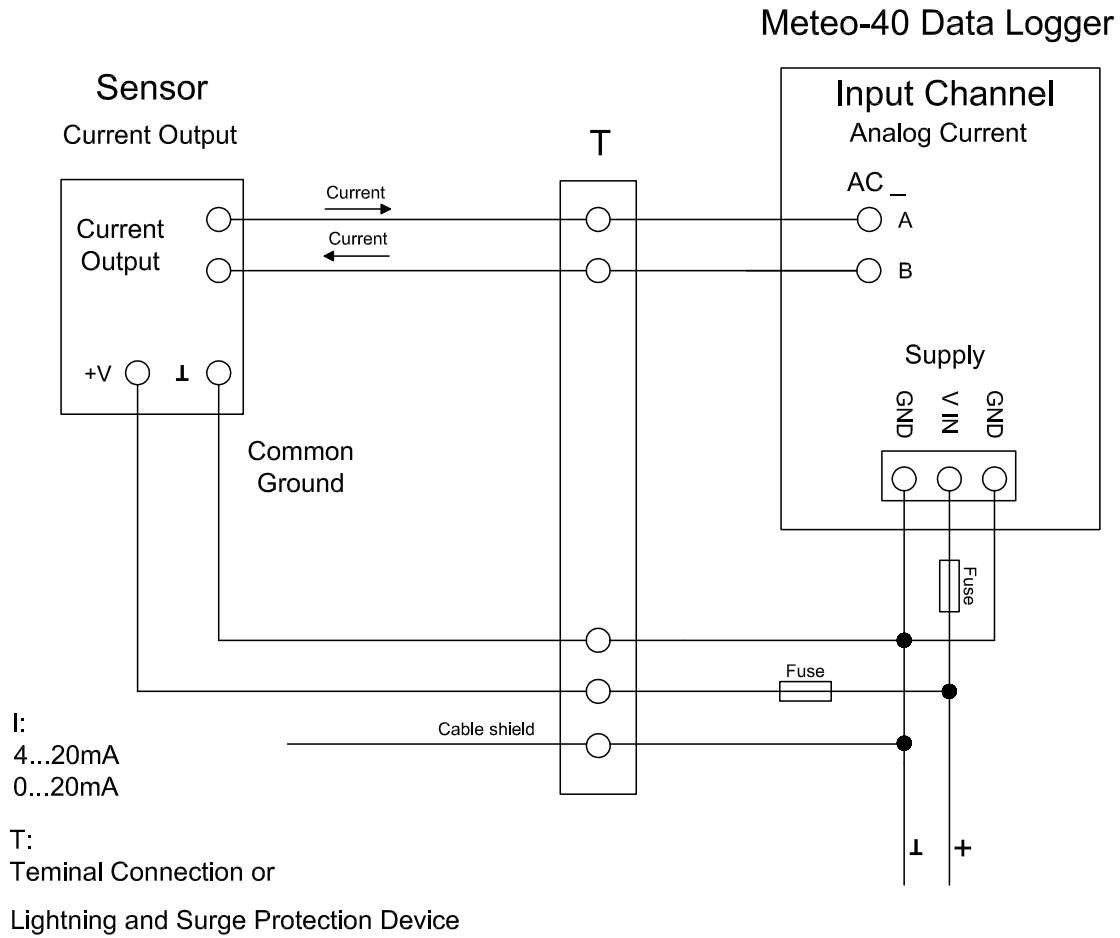 Meteo-40 Data Logger
Sensor
Current Output
T
Input Channel
Analog Current
AC _
A
B
Current
Current
Current
Output
+V
⊥
Common
Ground
Supply
GND
V IN
GND
Fuse
Fuse
Cable shield
I:
4...20mA
0...20mA
T:
Teminal Connection or
Lightning and Surge Protection Device
⊥
+